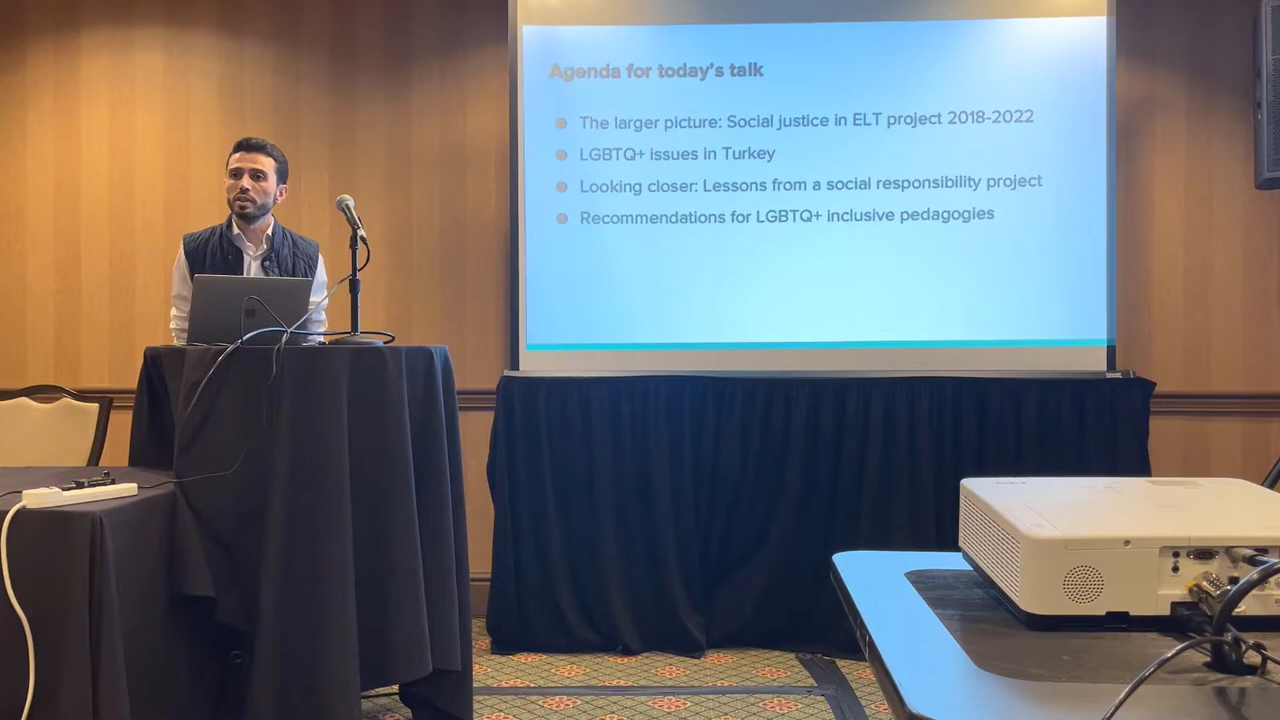 Agenda for today's talk
The larger picture: Social justice in ELT project 2018-2022
LGBTQ+ issues in Turkey
Looking closer: Lessons from a social responsibility project
Recommendations for LGBTQ+ inclusive pedagogies